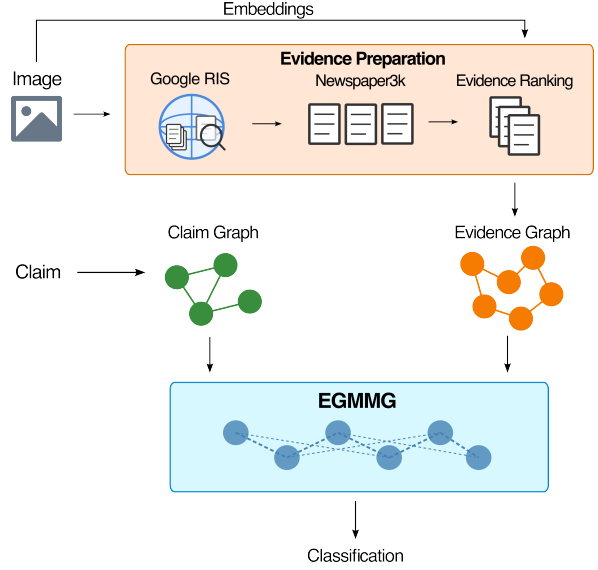 Embeddings
Image
Evidence Preparation
Google RIS
Newspaper3k
Evidence Ranking
Claim Graph
Evidence Graph
Claim
EGMMG
Classification